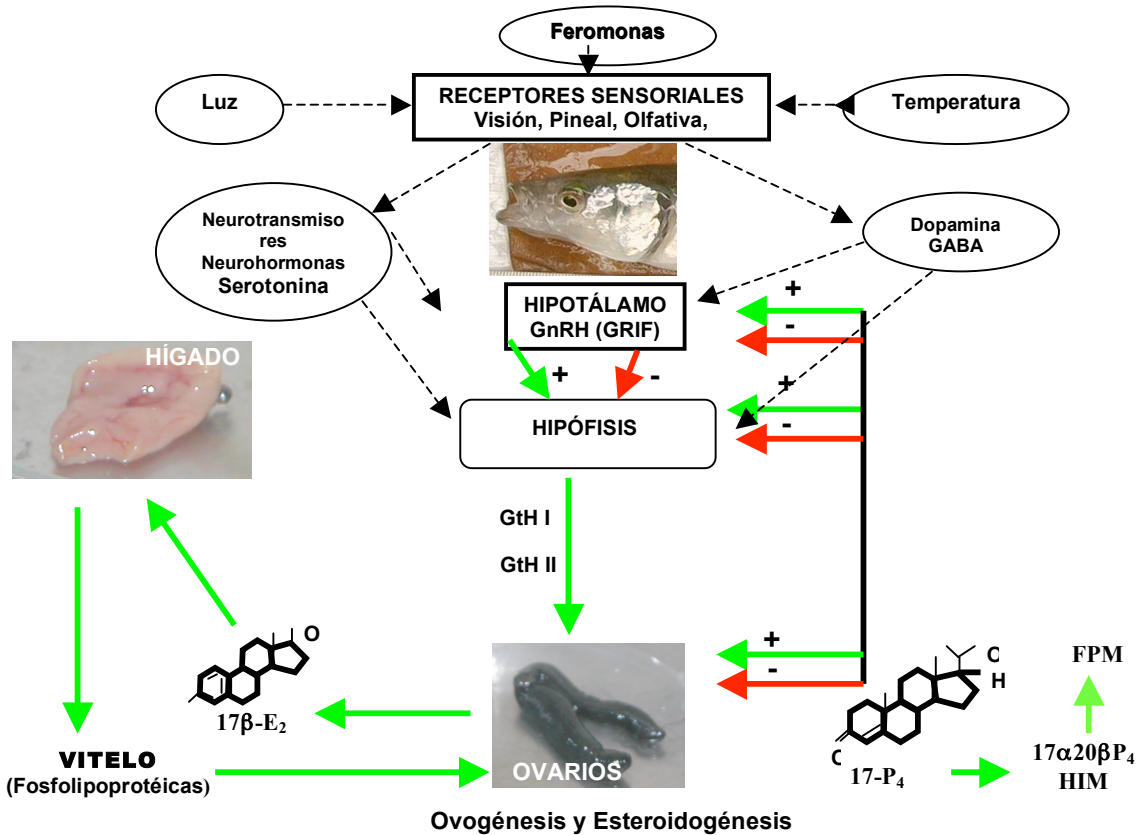 Feromonas
Luz
RECEPTORES SENSORIALES
Visión, Pineal, Olfativa,
Temperatura
Neurotransmiso
res
Neurohormonas
Serotonina
Dopamina
GABA
HIPOTÁLAMO
GnRH (GRIF)
+
-
+
-
HÍGADO
HIPÓFISIS
+
-
GtH I
GtH II
+
-
O
17β-E₂
C
H
O
17-P₄
FPM
17α20βP₄
HIM
VITELO
(Fosfolipoprotéicas)
OVARIOS
Ovogénesis y Esteroidogénesis